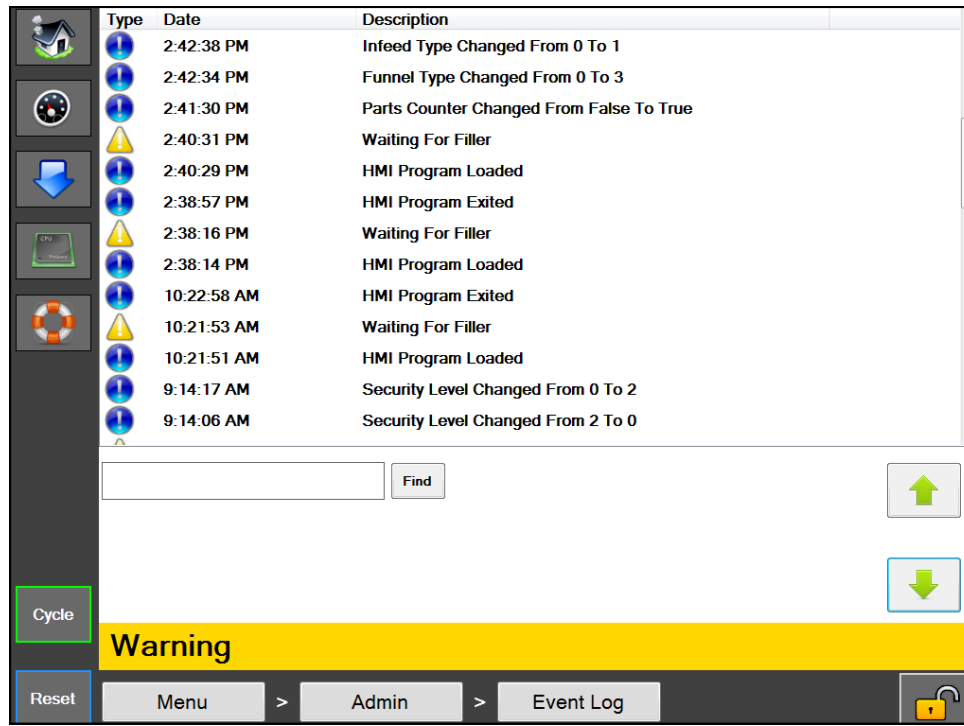 Type Date Description
2:42:38 PM Infeed Type Changed From 0 To 1
2:42:34 PM Funnel Type Changed From 0 To 3
2:41:30 PM Parts Counter Changed From False To True
2:40:31 PM Waiting For Filler
2:40:29 PM HMI Program Loaded
2:38:57 PM HMI Program Exited
2:38:16 PM Waiting For Filler
2:38:14 PM HMI Program Loaded
10:22:58 AM HMI Program Exited
10:21:53 AM Waiting For Filler
10:21:51 AM HMI Program Loaded
9:14:17 AM Security Level Changed From 0 To 2
9:14:06 AM Security Level Changed From 2 To 0
CPU
Find
Cycle
Warning
Reset
Menu > Admin > Event Log